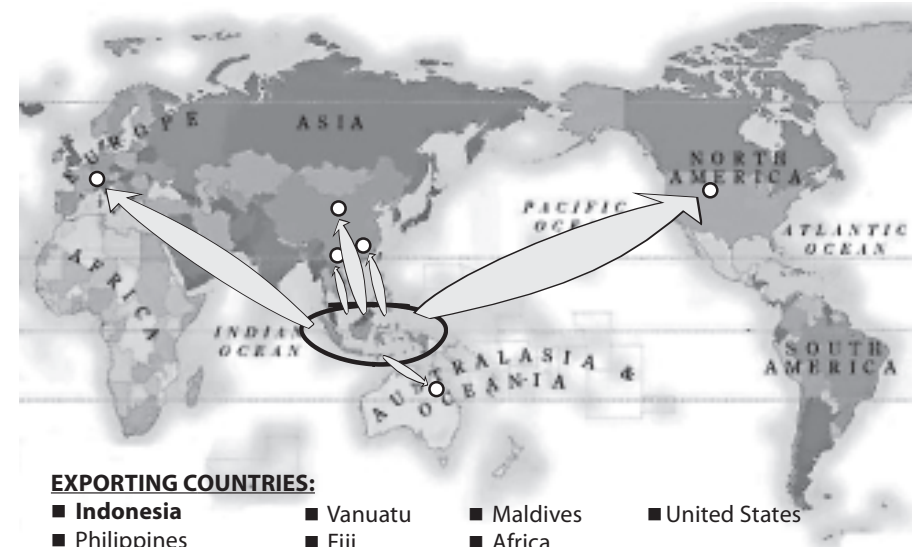 EUROPE
ASIA
NORTH AMERICA
PACIFIC
ATLANTIC OCEAN
AFRICA
INDIAN OCEAN
AUSTRALASIA &
OCEANIA
SOUTH AMERICA
EXPORTING COUNTRIES:
■ Indonesia ■ Vanuatu ■ Maldives ■ United States
■ Philippines ■ Fiji ■ Africa